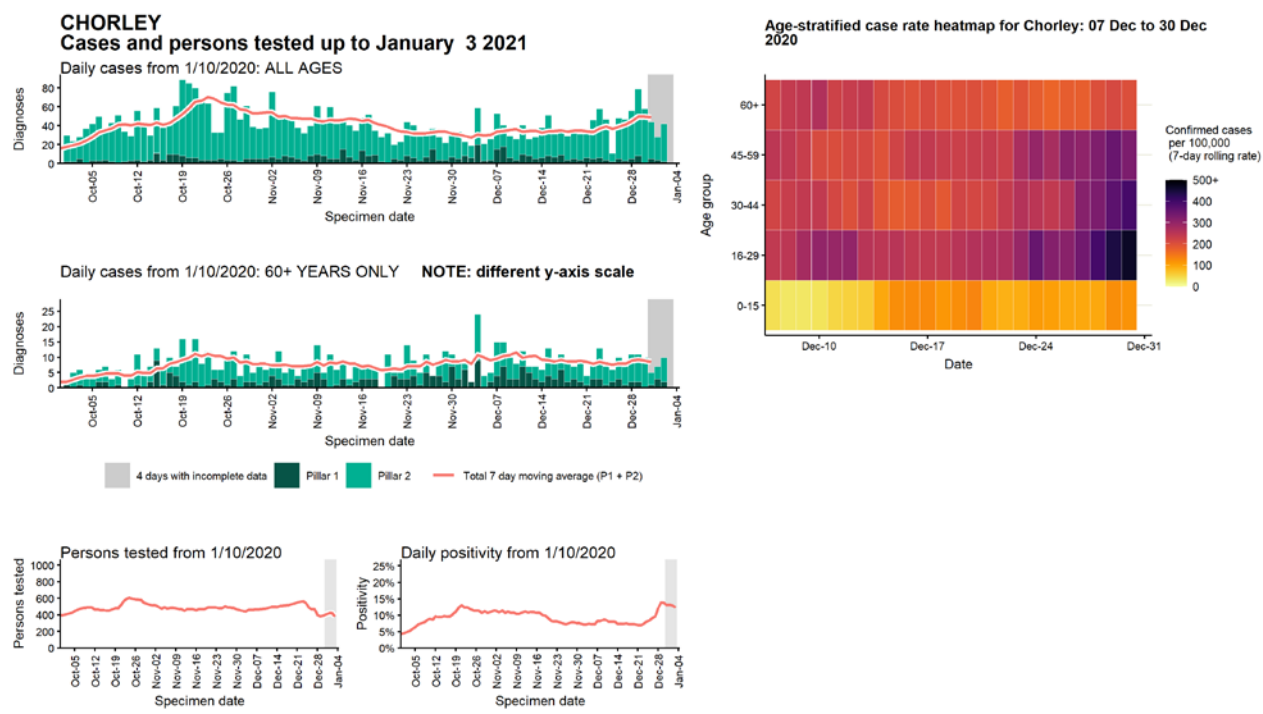 CHORLEY
Cases and persons tested up to January 3 2021
Daily cases from 1/10/2020: ALL AGES
Diagnoses
80
60
40
20
0
Oct-05
Oct-12
Oct-19
Oct-26
Nov-02
Nov-09
Nov-16
Nov-23
Nov-30
Dec-07
Dec-14
Dec-21
Dec-28
Jan-04
Specimen date
Daily cases from 1/10/2020: 60+ YEARS ONLY NOTE: different y-axis scale
Diagnoses
25
20
15
10
5
0
Oct-05
Oct-12
Oct-19
Oct-26
Nov-02
Nov-09
Nov-16
Nov-23
Nov-30
Dec-07
Dec-14
Dec-21
Dec-28
Jan-04
Specimen date
4 days with incomplete data
Pillar 1
Pillar 2
Total 7 day moving average (P1 + P2)
Persons tested from 1/10/2020
Persons tested
1000
800
600
400
200
0
Oct-05
Oct-12
Oct-19
Oct-26
Nov-02
Nov-09
Nov-16
Nov-23
Nov-30
Dec-07
Dec-14
Dec-21
Dec-28
Jan-04
Specimen date
Daily positivity from 1/10/2020
Positivity
25%
20%
15%
10%
5%
0%
Oct-05
Oct-12
Oct-19
Oct-26
Nov-02
Nov-09
Nov-16
Nov-23
Nov-30
Dec-07
Dec-14
Dec-21
Dec-28
Jan-04
Specimen date
Age-stratified case rate heatmap for Chorley: 07 Dec to 30 Dec
2020
Age group
60+
45-59
30-44
16-29
0-15
Dec-10
Dec-17
Dec-24
Dec-31
Date
Confirmed cases
per 100,000
(7-day rolling rate)
500+
400
300
200
100
0